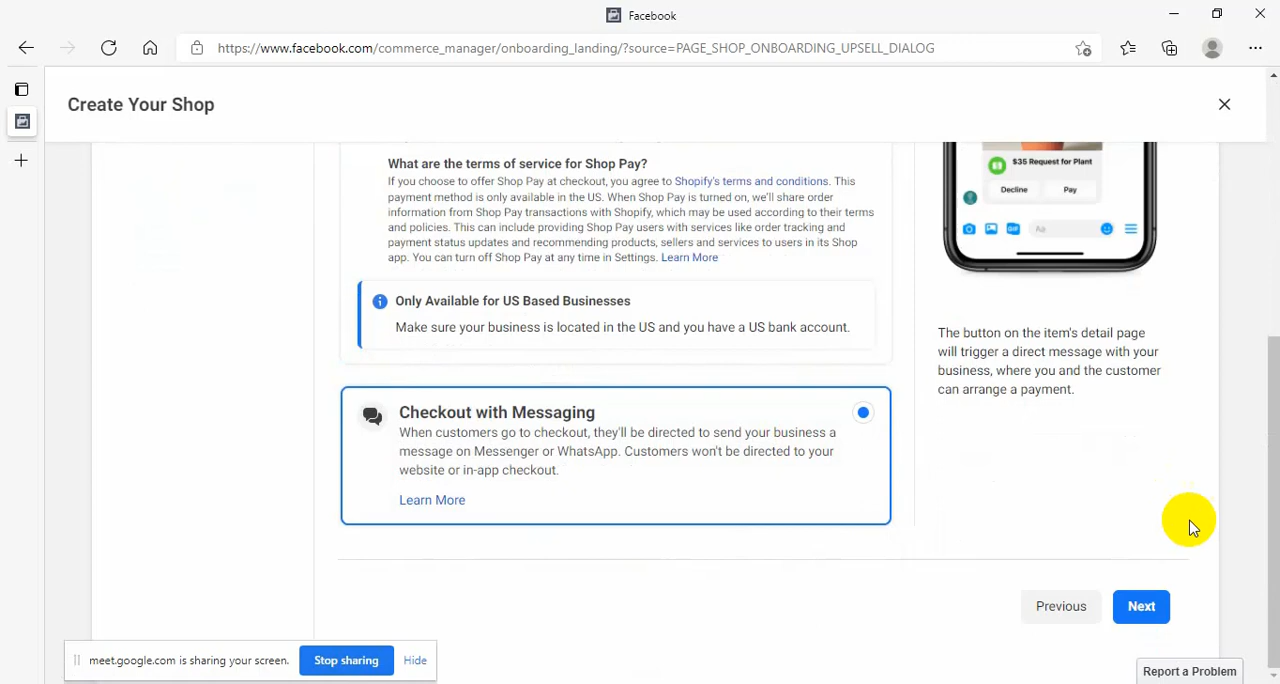 Facebook
https://www.facebook.com/commerce_manager/onboarding_landing/?source=PAGE_SHOP_ONBOARDING_UPSELL_DIALOG
Create Your Shop
What are the terms of service for Shop Pay?
If you choose to offer Shop Pay at checkout, you agree to Shopify's terms and conditions. This
payment method is only available in the US. When Shop Pay is turned on, we'll share order
information from Shop Pay transactions with Shopify, which may be used according to their terms
and policies. This can include providing Shop Pay users with services like order tracking and
payment status updates and recommending products, sellers and services to users in its Shop
app. You can turn off Shop Pay at any time in Settings. Learn More
Only Available for US Based Businesses
Make sure your business is located in the US and you have a US bank account.
Checkout with Messaging
When customers go to checkout, they'll be directed to send your business a
message on Messenger or WhatsApp. Customers won't be directed to your
website or in-app checkout.
Learn More
$35 Request for Plant
Decline
Pay
GIF
Aa
The button on the item's detail page
will trigger a direct message with your
business, where you and the customer
can arrange a payment.
Previous
Next
meet.google.com is sharing your screen.
Stop sharing
Hide
Report a Problem